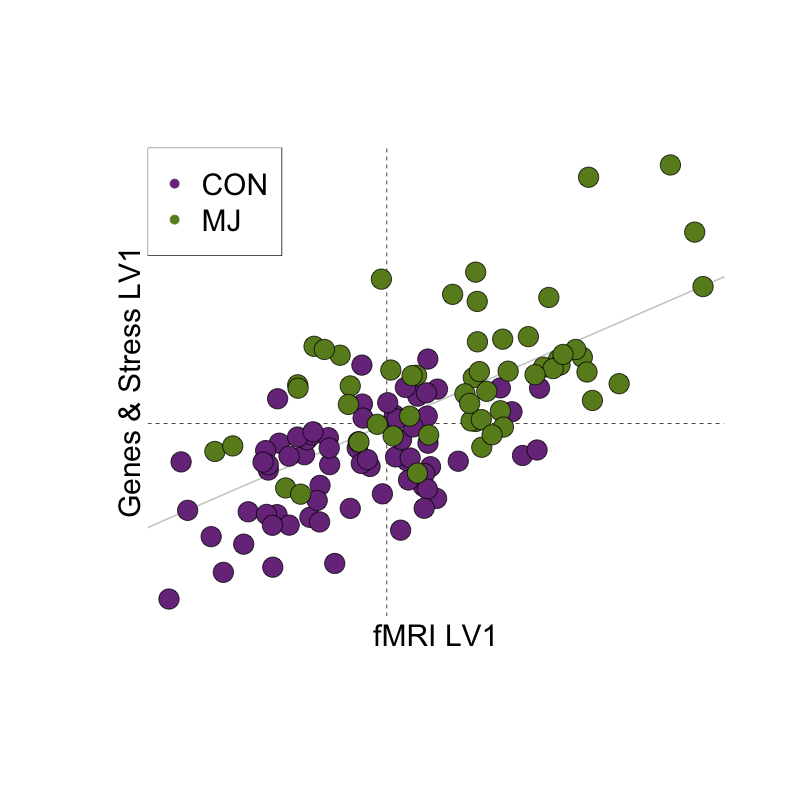 CON
MJ
Genes & Stress LV1
fMRI LV1